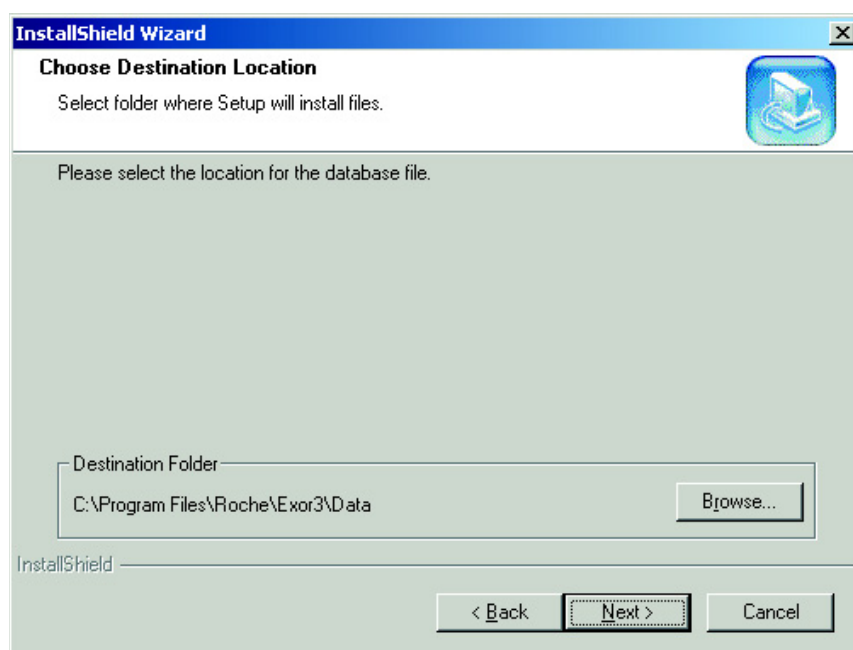 InstallShield Wizard
Choose Destination Location
Select folder where Setup will install files.
Please select the location for the database file.
Destination Folder
C:\Program Files\Roche\Exor3\Data
Browse...
InstallShield
< Back
Next >
Cancel